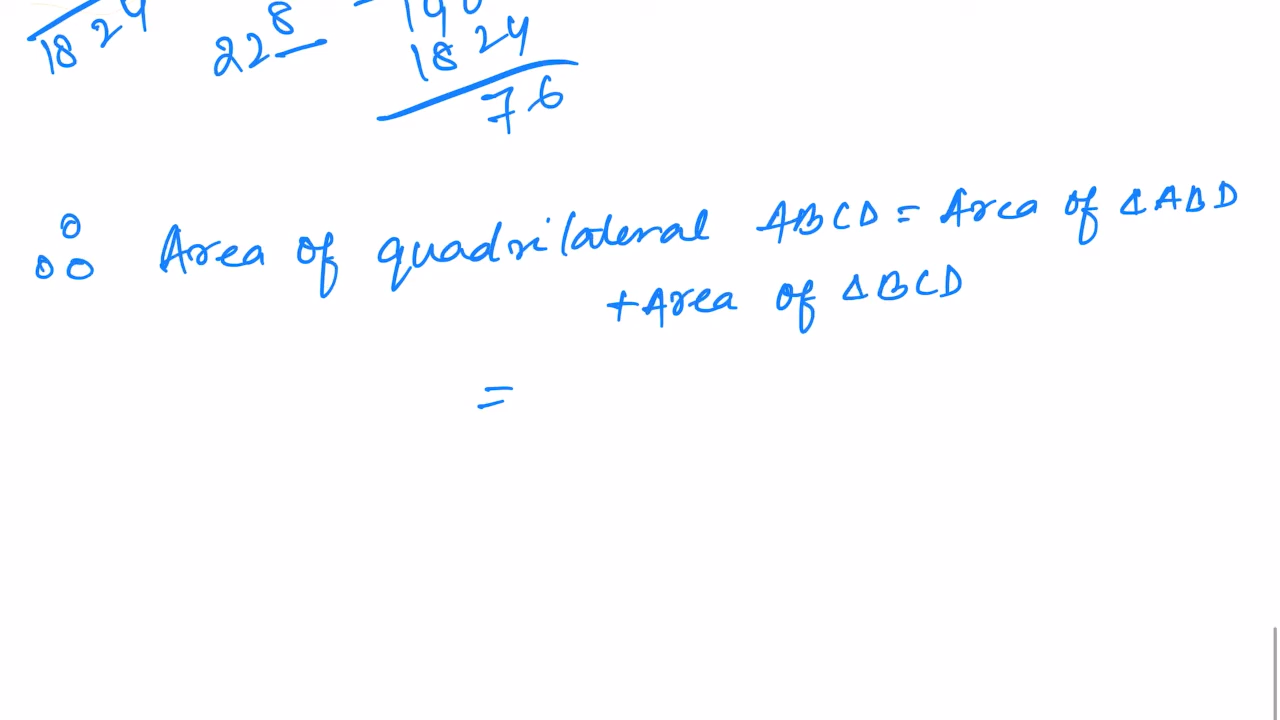 1824
228
1824
76
∴ Area of quadrilateral ABCD = Area of ΔABD
+ Area of ΔBCD
=